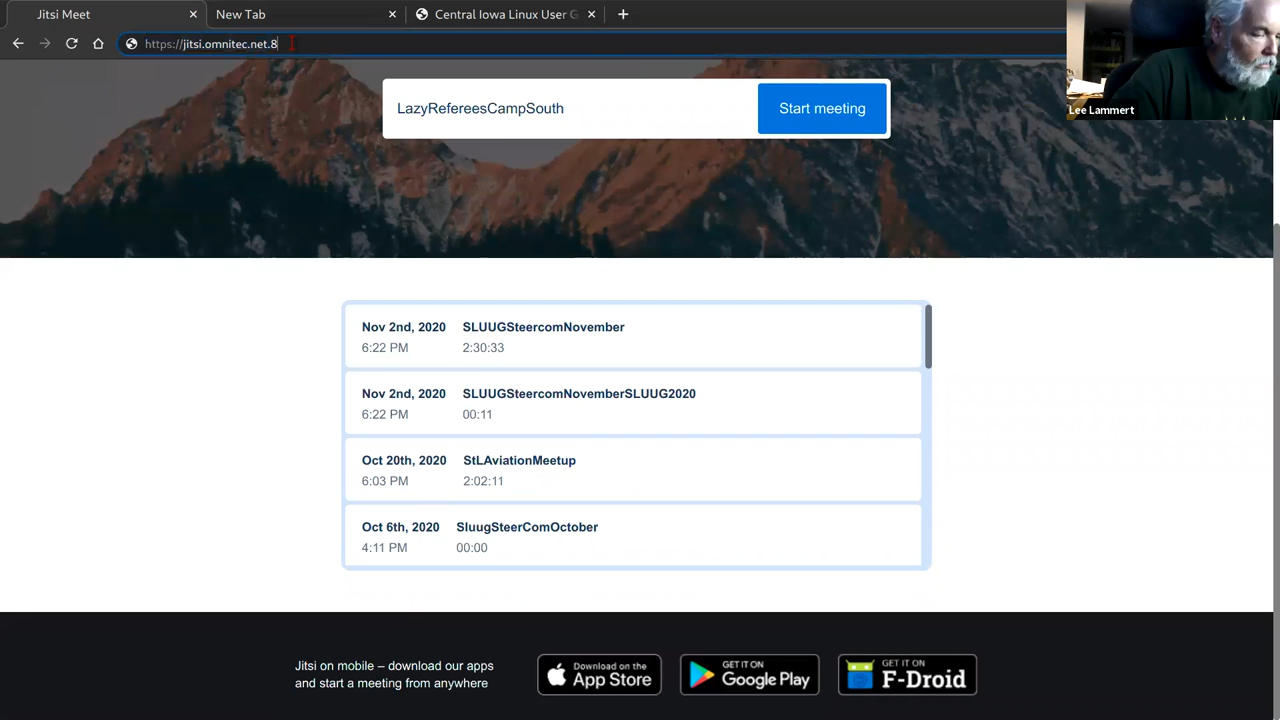 Jitsi Meet
New Tab
Central Iowa Linux User G
https://jitsi.omnitec.net.8
LazyRefereesCampSouth
Start meeting
Lee Lammert
Nov 2nd, 2020 SLUUGSteercomNovember
6:22 PM 2:30:33
Nov 2nd, 2020 SLUUGSteercomNovemberSLUUG2020
6:22 PM 00:11
Oct 20th, 2020 StLAviationMeetup
6:03 PM 2:02:11
Oct 6th, 2020 SluugSteerComOctober
4:11 PM 00:00
Jitsi on mobile – download our apps
and start a meeting from anywhere
Download on the
App Store
GET IT ON
Google Play
GET IT ON
F-Droid